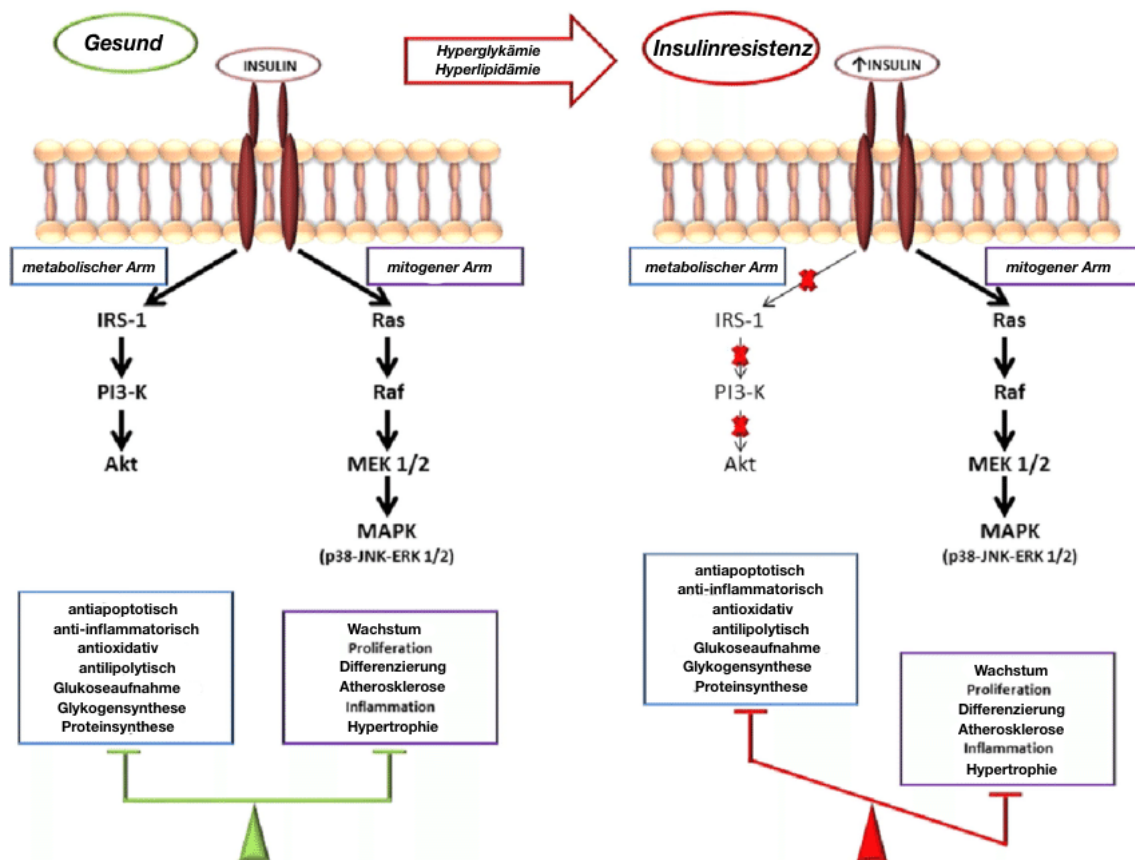 Gesund
INSULIN
Hyperglykämie
Hyperlipidämie
Insulinresistenz
↑INSULIN
metabolischer Arm
mitogener Arm
IRS-1
PI3-K
Akt
Ras
Raf
MEK 1/2
MAPK
(p38-JNK-ERK 1/2)
antiapoptotisch
anti-inflammatorisch
antioxidativ
antilipolytisch
Glukoseaufnahme
Glykogensynthese
Proteinsynthese
Wachstum
Proliferation
Differenzierung
Atherosklerose
Inflammation
Hypertrophie
metabolischer Arm
mitogener Arm
IRS-1
PI3-K
Akt
Ras
Raf
MEK 1/2
MAPK
(p38-JNK-ERK 1/2)
antiapoptotisch
anti-inflammatorisch
antioxidativ
antilipolytisch
Glukoseaufnahme
Glykogensynthese
Proteinsynthese
Wachstum
Proliferation
Differenzierung
Atherosklerose
Inflammation
Hypertrophie